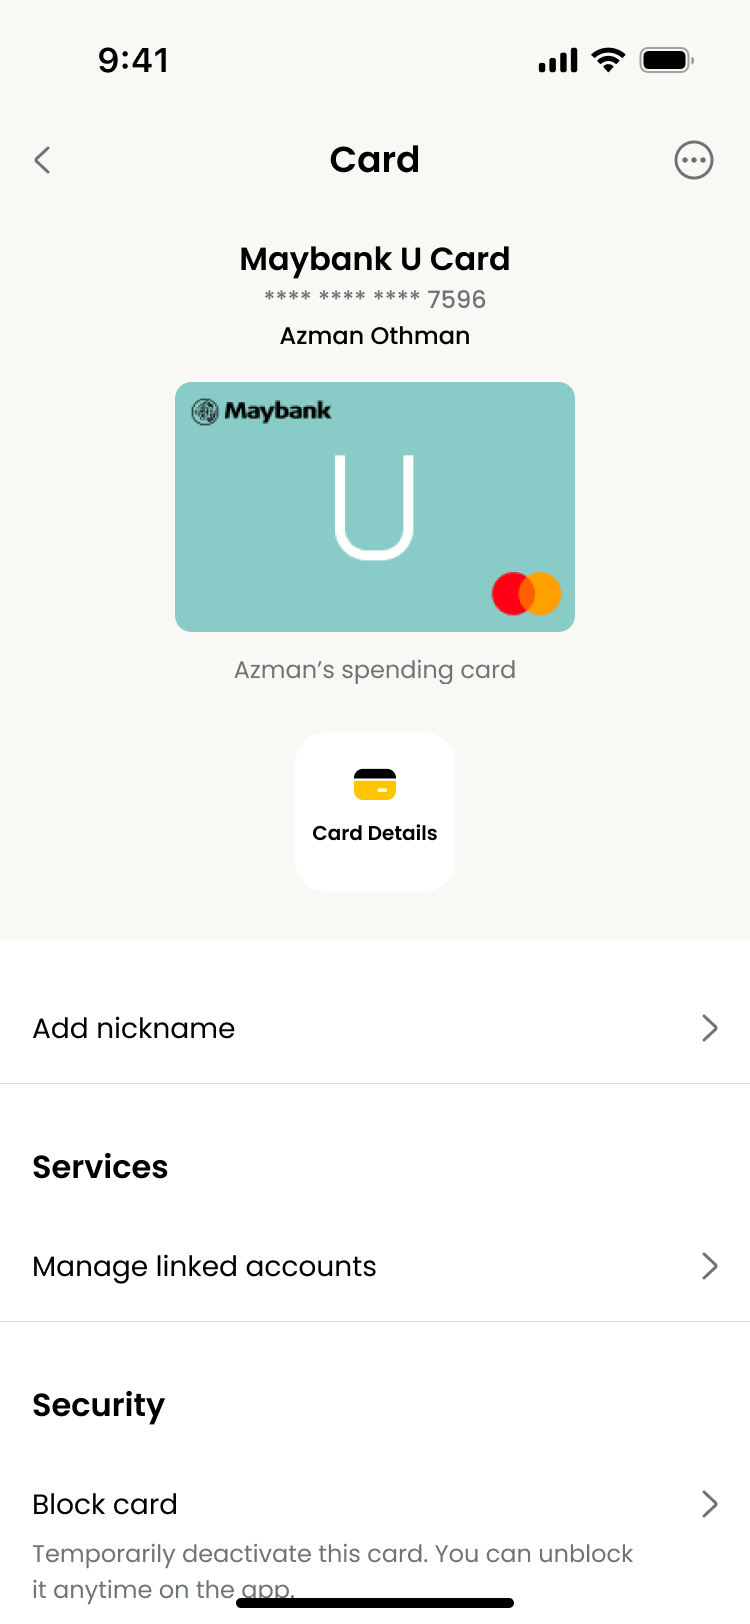 9:41
Card
Maybank U Card
**** **** **** 7596
Azman Othman
Maybank
U
Azman’s spending card
Card Details
Add nickname
Services
Manage linked accounts
Security
Block card
Temporarily deactivate this card. You can unblock
it anytime on the app.